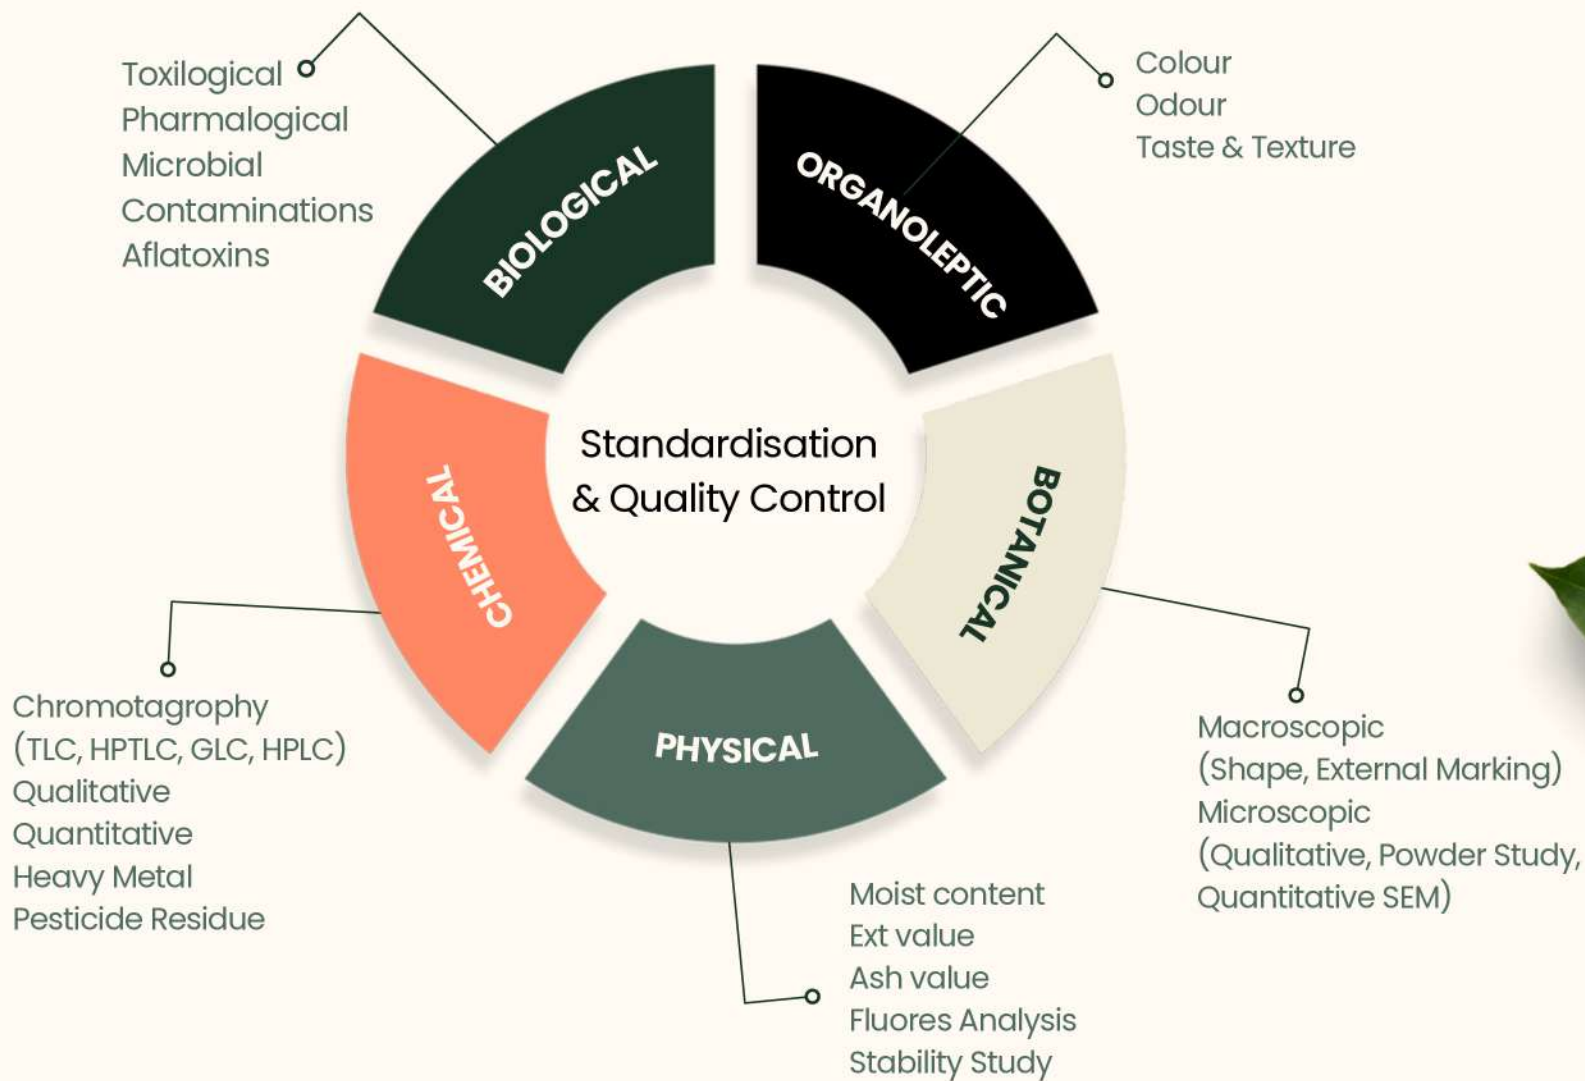 Toxilogical
Pharmalogical
Microbial
Contaminations
Aflatoxins
BIOLOGICAL
ORGANOLEPTIC
Colour
Odour
Taste & Texture
Standardisation
& Quality Control
CHEMICAL
BOTANICAL
PHYSICAL
Chromotagrophy
(TLC, HPTLC, GLC, HPLC)
Qualitative
Quantitative
Heavy Metal
Pesticide Residue
Moist content
Ext value
Ash value
Fluores Analysis
Stability Study
Macroscopic
(Shape, External Marking)
Microscopic
(Qualitative, Powder Study,
Quantitative SEM)